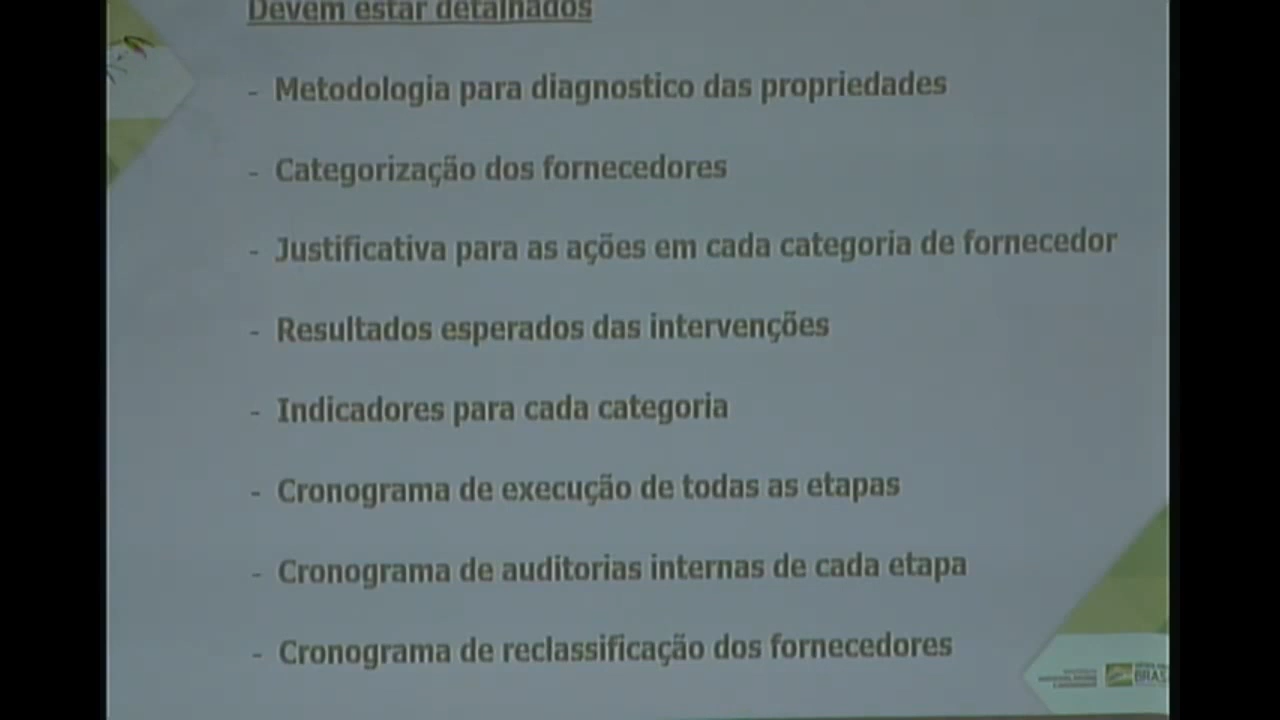 Devem estar detalhados
- Metodologia para diagnostico das propriedades
- Categorização dos fornecedores
- Justificativa para as ações em cada categoria de fornecedor
- Resultados esperados das intervenções
- Indicadores para cada categoria
- Cronograma de execução de todas as etapas
- Cronograma de auditorias internas de cada etapa
- Cronograma de reclassificação dos fornecedores